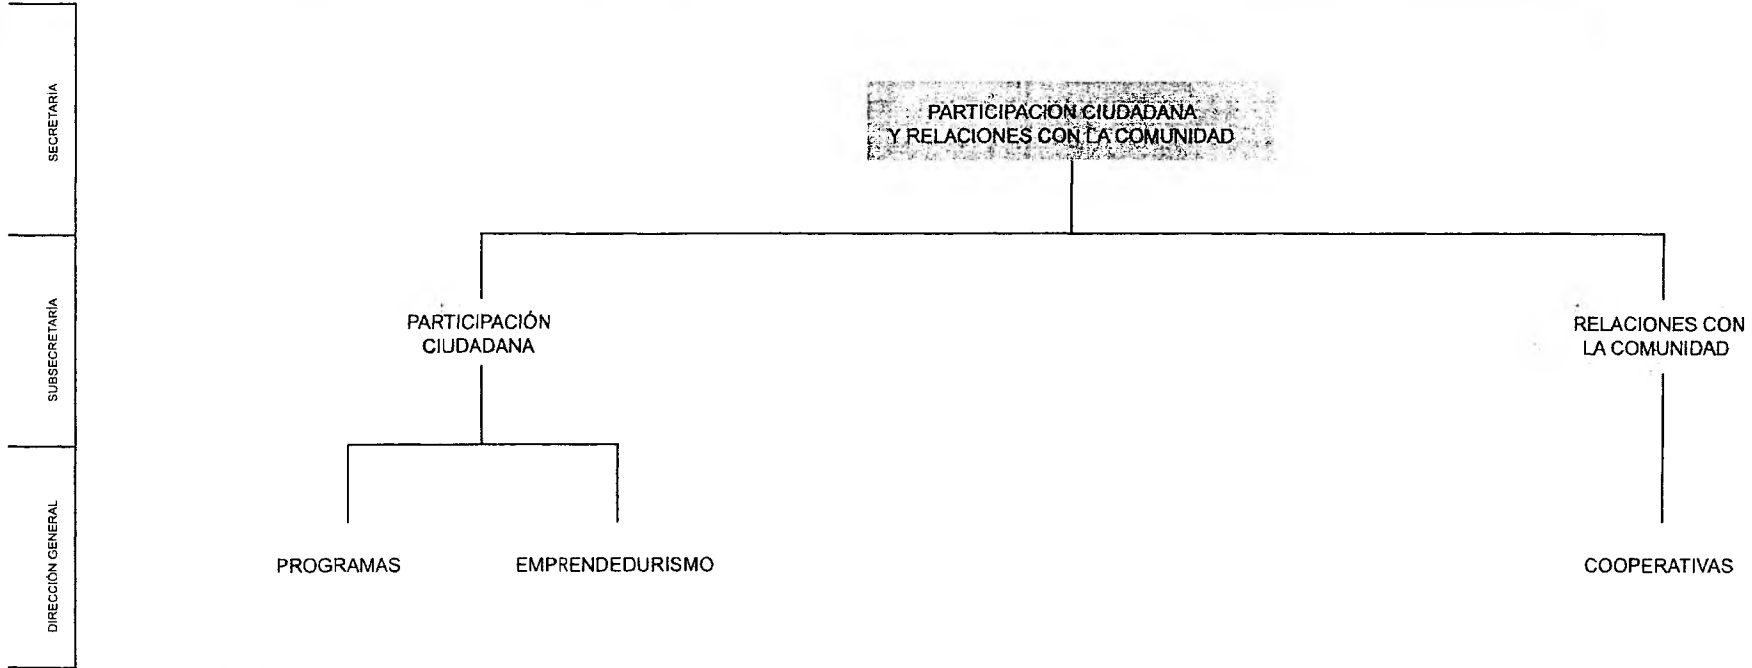 SECRETARÍA
PARTICIPACIÓN CIUDADANA
Y RELACIONES CON LA COMUNIDAD
SUBSECRETARÍA
PARTICIPACIÓN
CIUDADANA
RELACIONES CON
LA COMUNIDAD
DIRECCIÓN GENERAL
PROGRAMAS
EMPRENDEDURISMO
COOPERATIVAS